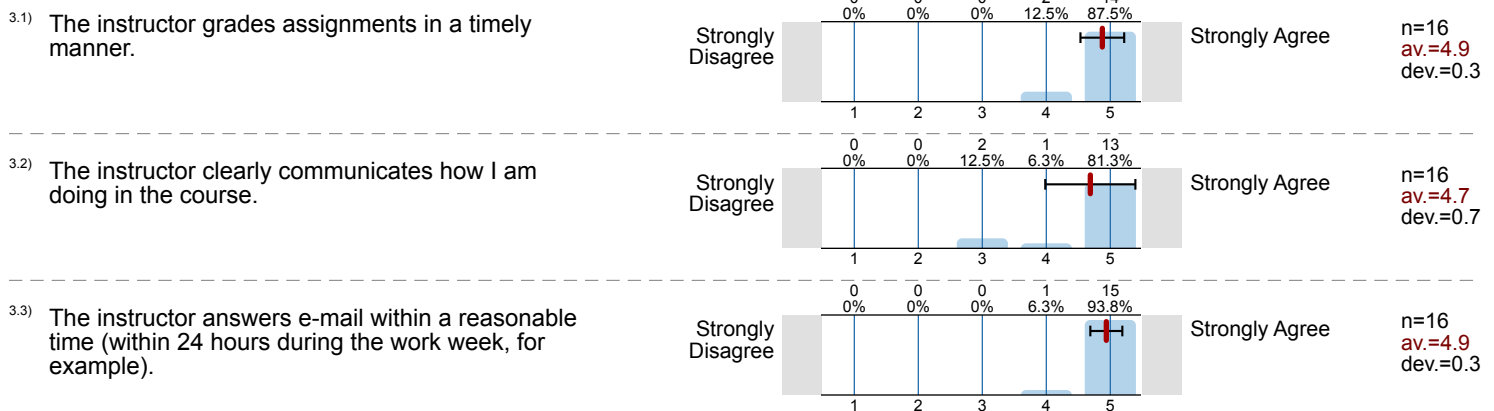 0 0 0 2 14
0% 0% 0% 12.5% 87.5%
3.1) The instructor grades assignments in a timely
manner.
Strongly
Disagree
Strongly Agree
n=16
av.=4.9
dev.=0.3
1 2 3 4 5
0 0 2 1 13
0% 0% 12.5% 6.3% 81.3%
3.2) The instructor clearly communicates how I am
doing in the course.
Strongly
Disagree
Strongly Agree
n=16
av.=4.7
dev.=0.7
1 2 3 4 5
0 0 0 1 15
0% 0% 0% 6.3% 93.8%
3.3) The instructor answers e-mail within a reasonable
time (within 24 hours during the work week, for
example).
Strongly
Disagree
Strongly Agree
n=16
av.=4.9
dev.=0.3
1 2 3 4 5